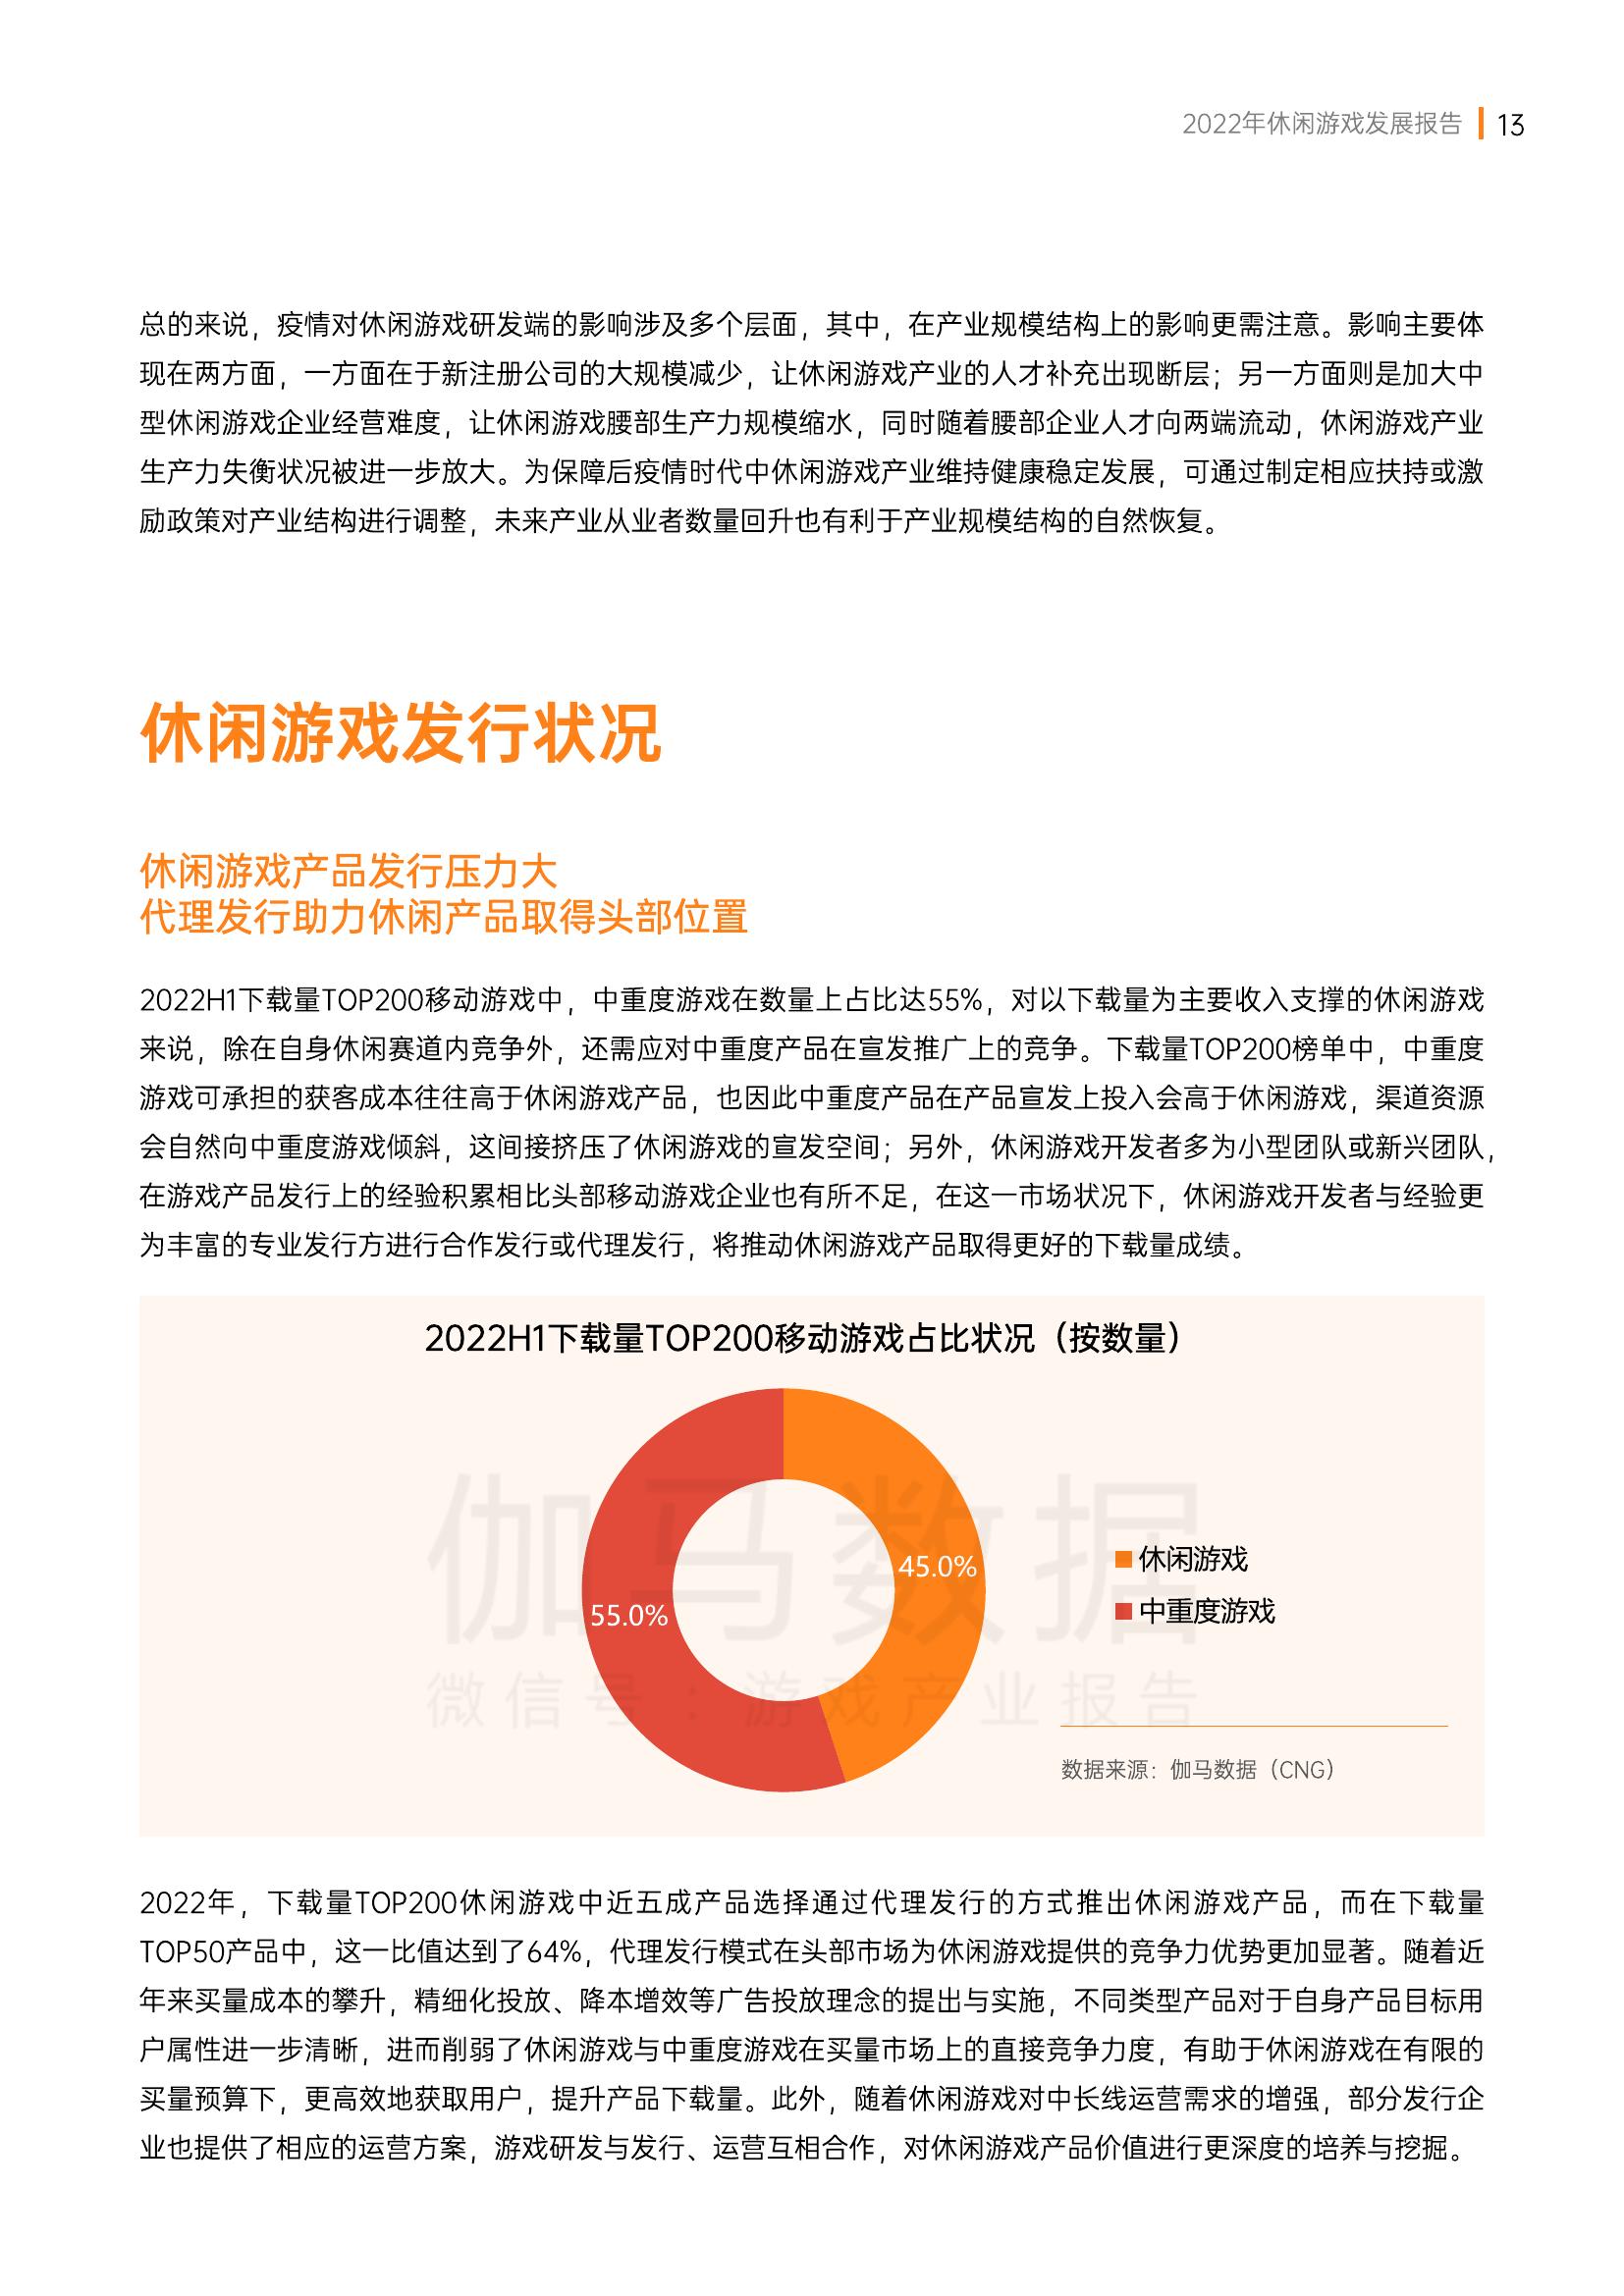 2022年休闲游戏发展报告 13
总的来说，疫情对休闲游戏研发端的影响涉及多个层面，其中，在产业规模结构上的影响更需注意。影响主要体
现在两方面，一方面在于新注册公司的大规模减少，让休闲游戏产业的人才补充出现断层；另一方面则是加大中
型休闲游戏企业经营难度，让休闲游戏腰部生产力规模缩水，同时随着腰部企业人才向两端流动，休闲游戏产业
生产力失衡状况被进一步放大。为保障后疫情时代中休闲游戏产业维持健康稳定发展，可通过制定相应扶持或激
励政策对产业结构进行调整，未来产业从业者数量回升也有利于产业规模结构的自然恢复。
休闲游戏发行状况
休闲游戏产品发行压力大
代理发行助力休闲产品取得头部位置
2022H1下载量TOP200移动游戏中，中重度游戏在数量上占比达55%，对以下载量为主要收入支撑的休闲游戏
来说，除在自身休闲赛道内竞争外，还需应对中重度产品在宣发推广上的竞争。下载量TOP200榜单中，中重度
游戏可承担的获客成本往往高于休闲游戏产品，也因此中重度产品在产品宣发上投入会高于休闲游戏，渠道资源
会自然向中重度游戏倾斜，这间接挤压了休闲游戏的宣发空间；另外，休闲游戏开发者多为小型团队或新兴团队，
在游戏产品发行上的经验积累相比头部移动游戏企业也有所不足，在这一市场状况下，休闲游戏开发者与经验更
为丰富的专业发行方进行合作发行或代理发行，将推动休闲游戏产品取得更好的下载量成绩。
2022H1下载量TOP200移动游戏占比状况（按数量）
伽马数据
45.0%
休闲游戏
55.0%
中重度游戏
微信号：游戏产业报告
数据来源：伽马数据（CNG）
2022年，下载量TOP200休闲游戏中近五成产品选择通过代理发行的方式推出休闲游戏产品，而在下载量
TOP50产品中，这一比值达到了64%，代理发行模式在头部市场为休闲游戏提供的竞争力优势更加显著。随着近
年来买量成本的攀升，精细化投放、降本增效等广告投放理念的提出与实施，不同类型产品对于自身产品目标用
户属性进一步清晰，进而削弱了休闲游戏与中重度游戏在买量市场上的直接竞争力度，有助于休闲游戏在有限的
买量预算下，更高效地获取用户，提升产品下载量。此外，随着休闲游戏对中长线运营需求的增强，部分发行企
业也提供了相应的运营方案，游戏研发与发行、运营互相合作，对休闲游戏产品价值进行更深度的培养与挖掘。